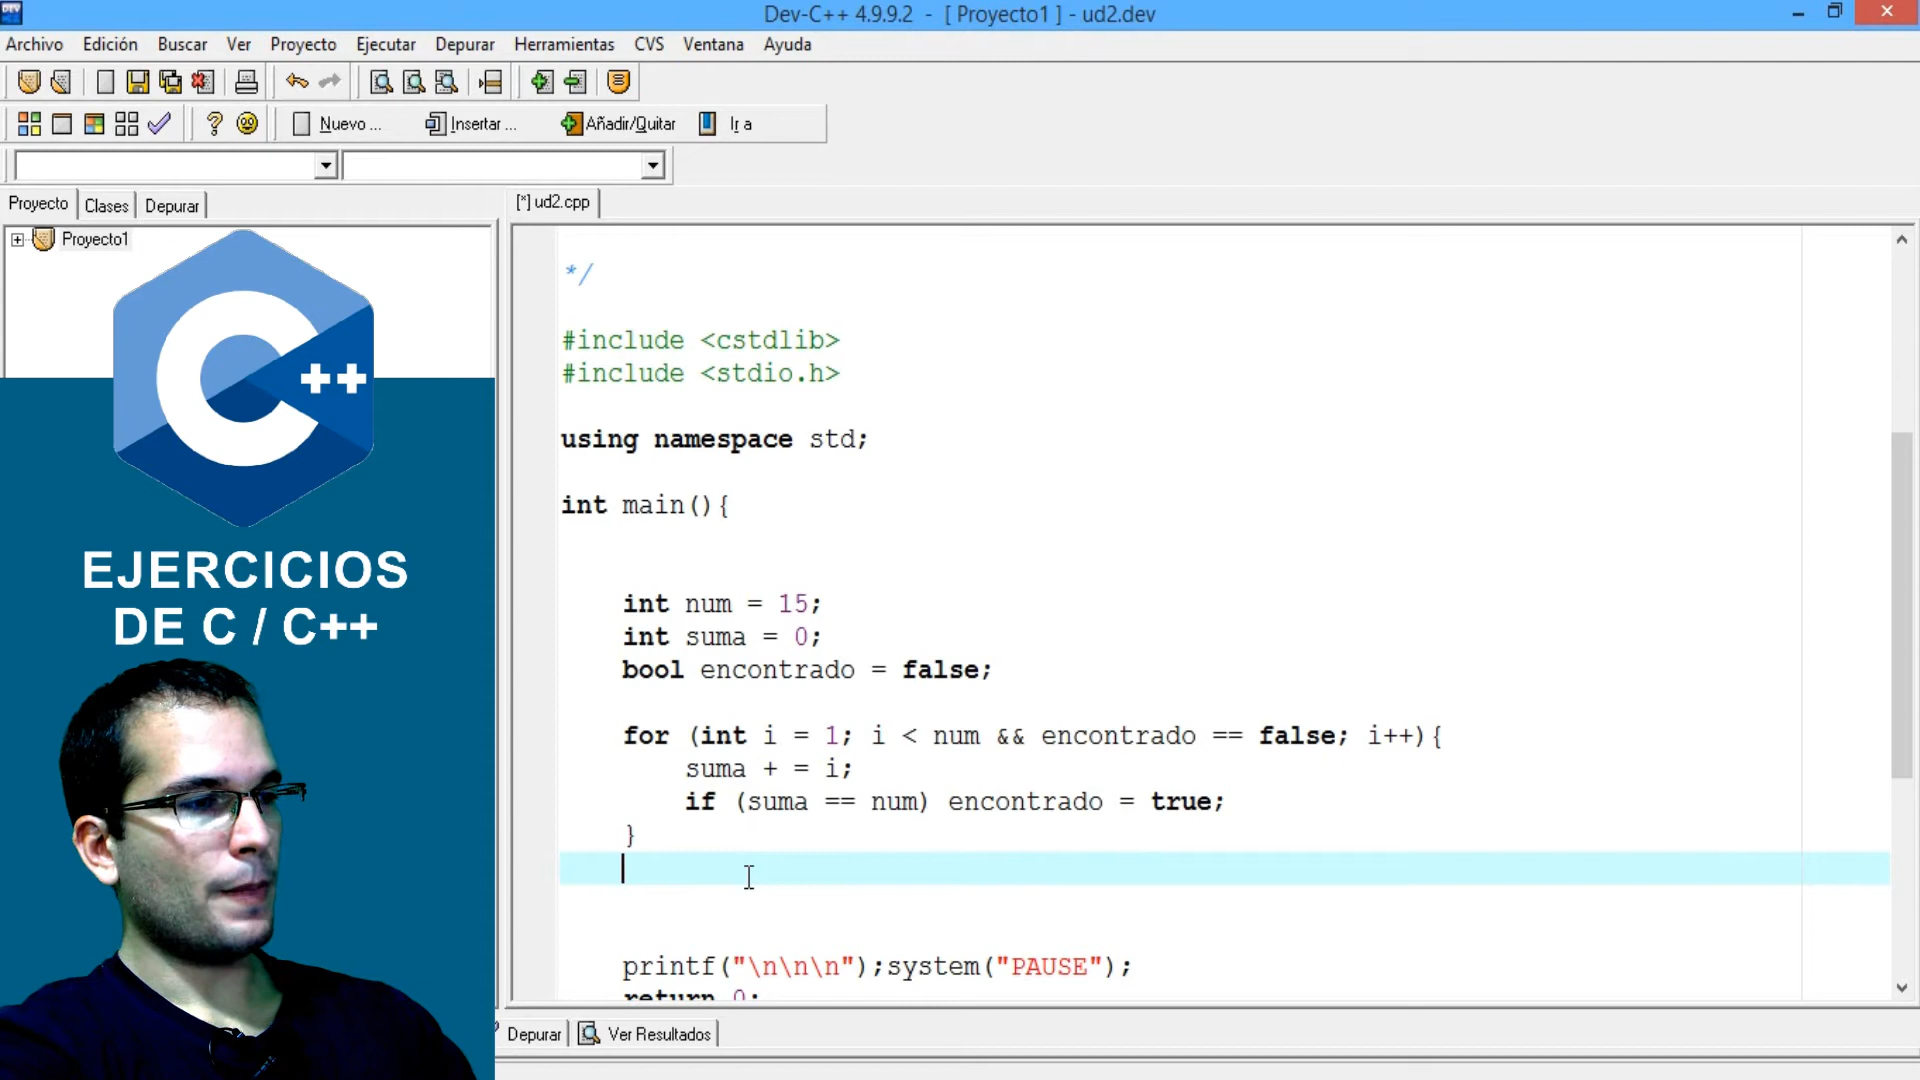 Dev-C++ 4.9.9.2 - [ Proyecto1 ] - ud2.dev
Archivo Edición Buscar Ver Proyecto Ejecutar Depurar Herramientas CVS Ventana Ayuda
Nuevo ... Insertar ... Añadir/Quitar Ir a
Proyecto Clases Depurar
[*] ud2.cpp
Proyecto1
*/
#include <cstdlib>
#include <stdio.h>
using namespace std;
int main(){
int num = 15;
int suma = 0;
bool encontrado = false;
for (int i = 1; i < num && encontrado == false; i++){
suma + = i;
if (suma == num) encontrado = true;
}
printf("\n\n\n");system("PAUSE");
return 0;
Depurar Ver Resultados
C++
EJERCICIOS
DE C / C++